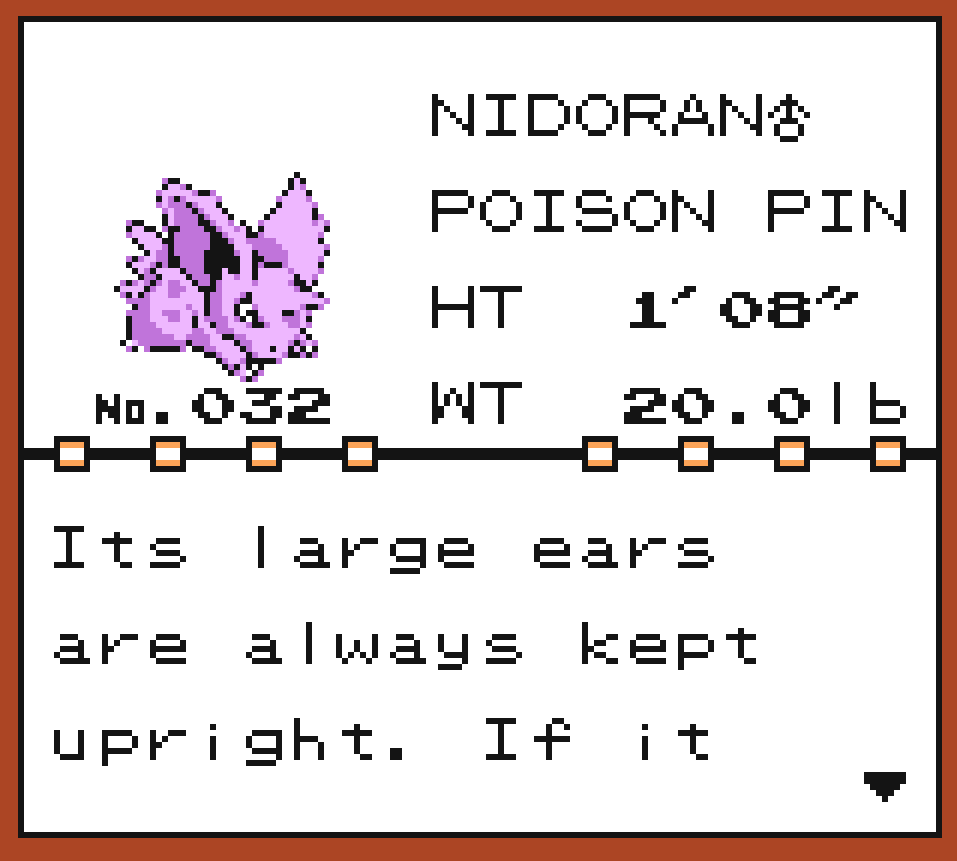 NIDORAN♂
POISON PIN
HT 1′08″
WT 20.0lb
No.032
Its large ears
are always kept
upright. If it